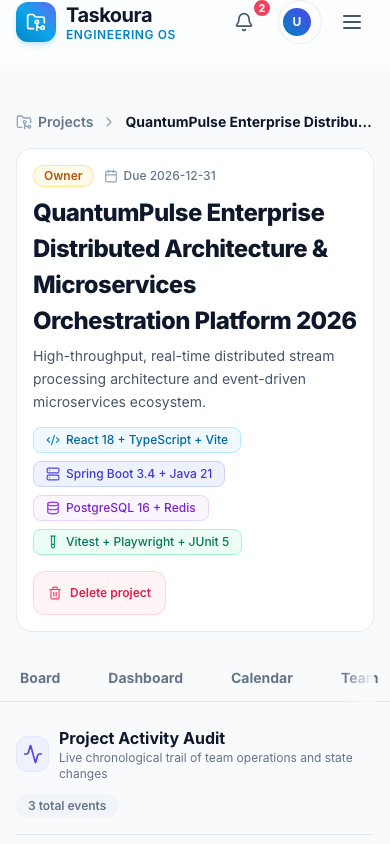 Taskoura
ENGINEERING OS
2
U
Projects
QuantumPulse Enterprise Distribu...
Owner
Due 2026-12-31
QuantumPulse Enterprise
Distributed Architecture &
Microservices
Orchestration Platform 2026
High-throughput, real-time distributed stream
processing architecture and event-driven
microservices ecosystem.
React 18 + TypeScript + Vite
Spring Boot 3.4 + Java 21
PostgreSQL 16 + Redis
Vitest + Playwright + JUnit 5
Delete project
Board Dashboard Calendar Team
Project Activity Audit
Live chronological trail of team operations and state
changes
3 total events